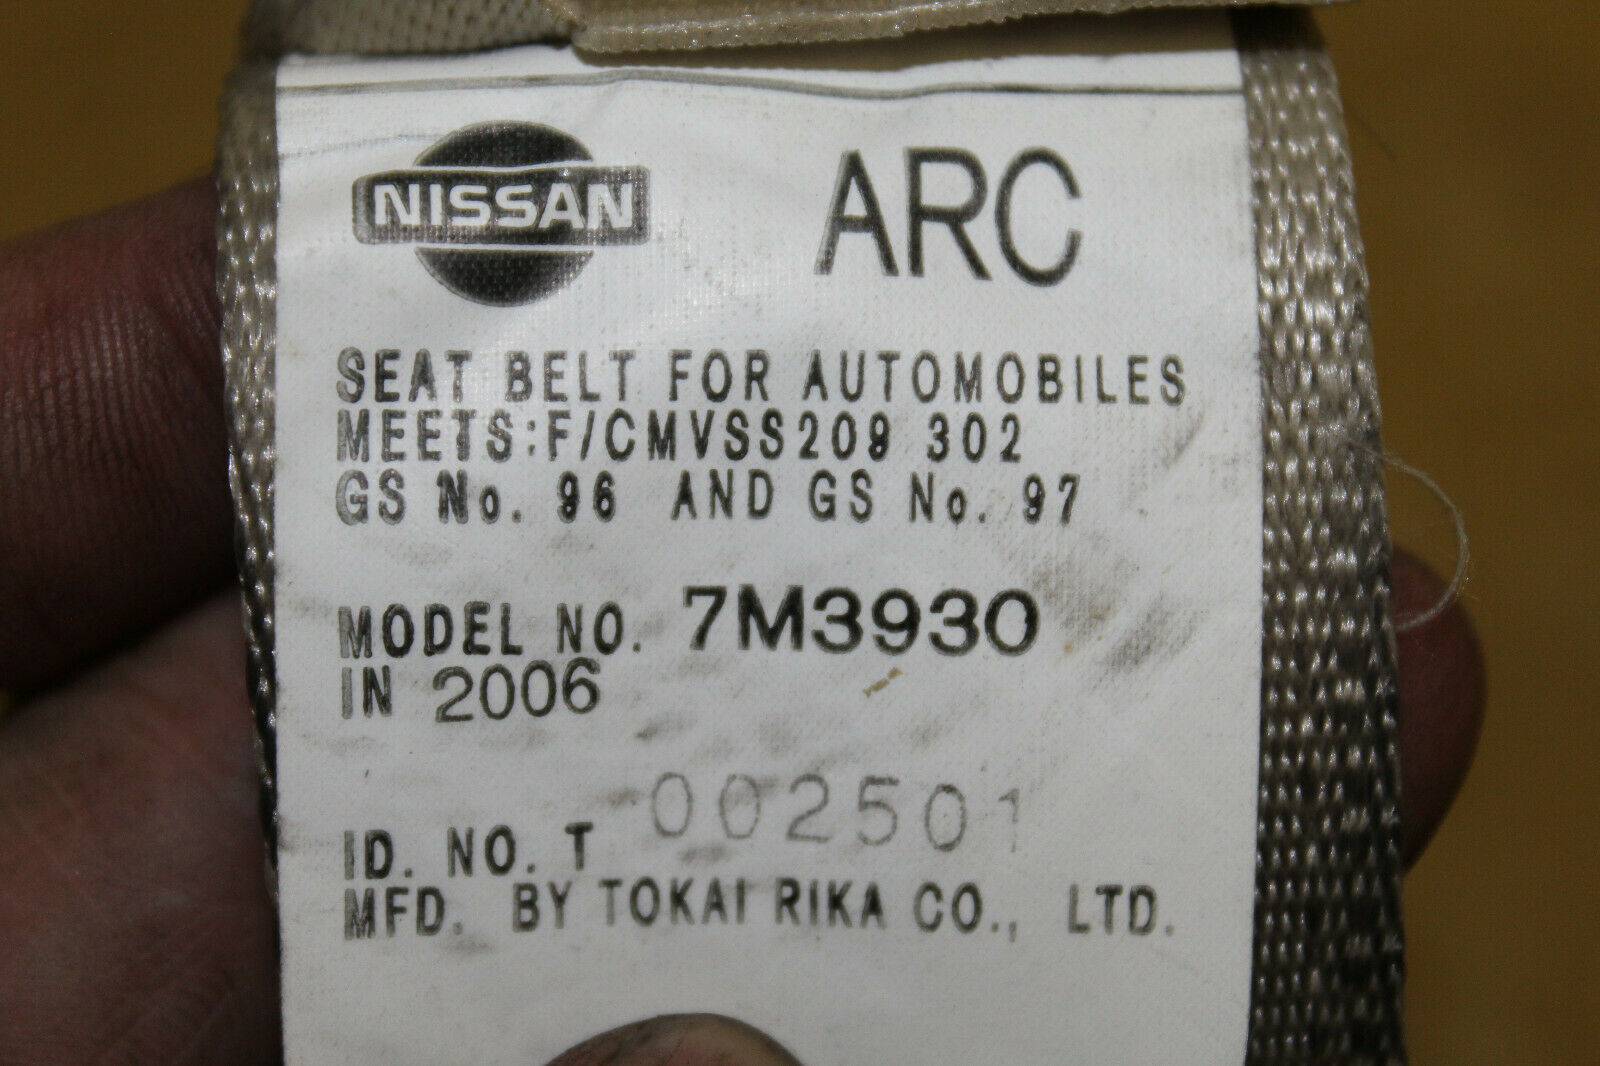 NISSAN ARC
SEAT BELT FOR AUTOMOBILES
MEETS:F/CMVSS209 302
GS No. 96 AND GS No. 97
MODEL NO. 7M3930
IN 2006
ID. NO. T 002501
MFD. BY TOKAI RIKA CO., LTD.